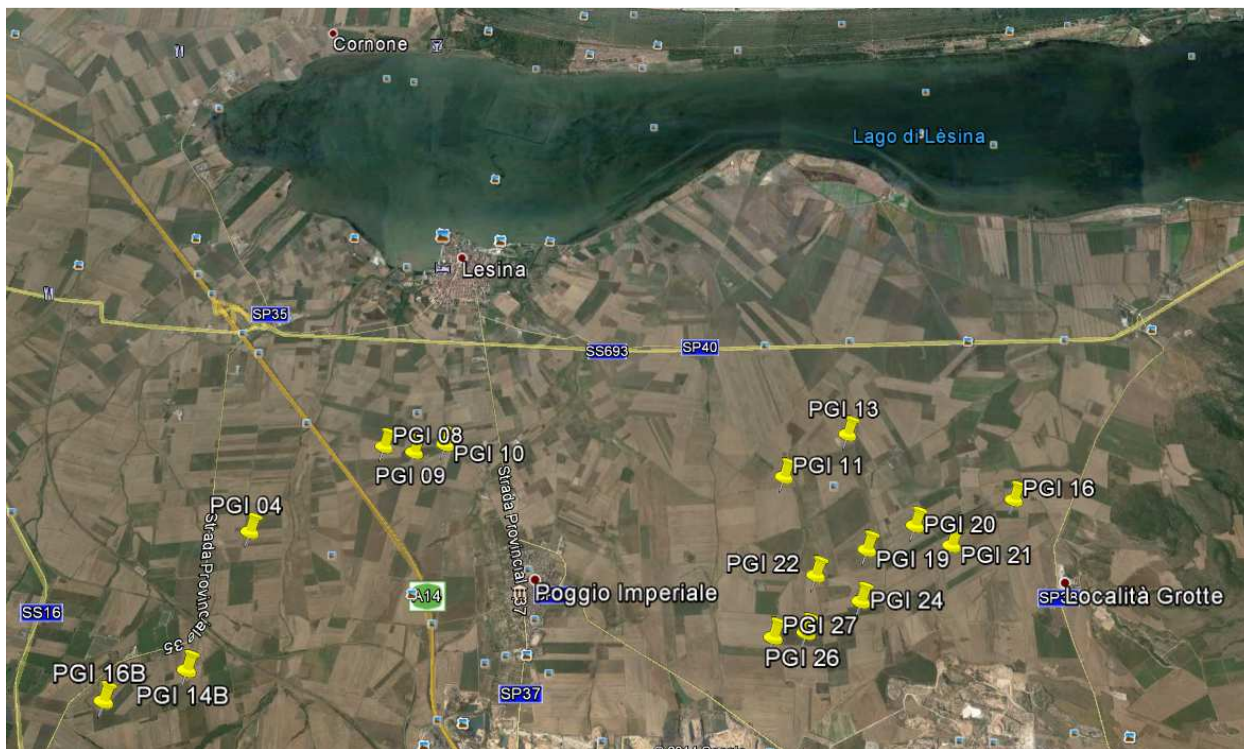 Cornone
Lago di Lèsina
Lesina
SP35
SS693
SP40
PGI 13
PGI 08
PGI 10
PGI 09
PGI 11
PGI 16
PGI 04
PGI 20
PGI 19
PGI 21
PGI 22
Strada Provinciale 35
Strada Provinciale 37
A14
Poggio Imperiale
PGI 24
Località Grotte
SS16
PGI 27
PGI 26
PGI 16B
PGI 14B
SP37